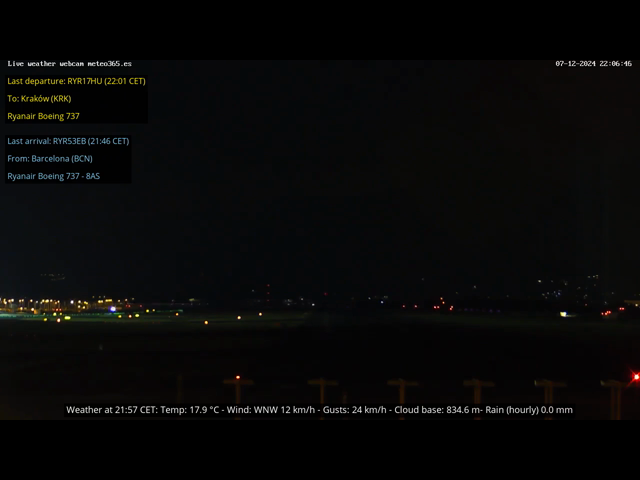 Live weather webcam meteo365.es
07-12-2024 22:06:46
Last departure: RYR17HU (22:01 CET)
To: Kraków (KRK)
Ryanair Boeing 737
Last arrival: RYR53EB (21:46 CET)
From: Barcelona (BCN)
Ryanair Boeing 737 - 8AS
Weather at 21:57 CET: Temp: 17.9 °C - Wind: WNW 12 km/h - Gusts: 24 km/h - Cloud base: 834.6 m- Rain (hourly) 0.0 mm